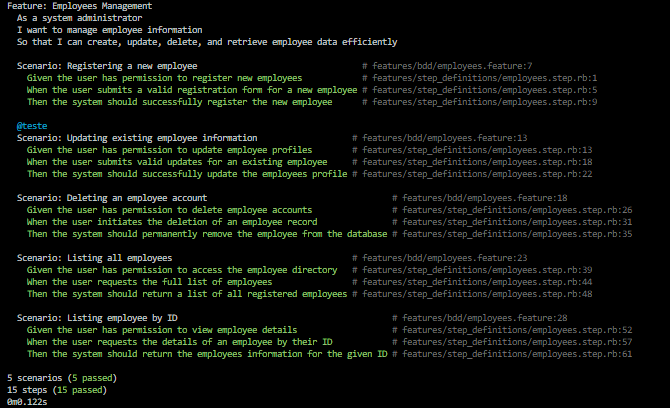 Feature: Employees Management
As a system administrator
I want to manage employee information
So that I can create, update, delete, and retrieve employee data efficiently
Scenario: Registering a new employee # features/bdd/employees.feature:7
Given the user has permission to register new employees # features/step_definitions/employees.step.rb:1
When the user submits a valid registration form for a new employee # features/step_definitions/employees.step.rb:5
Then the system should successfully register the new employee # features/step_definitions/employees.step.rb:9
@teste
Scenario: Updating existing employee information # features/bdd/employees.feature:13
Given the user has permission to update employee profiles # features/step_definitions/employees.step.rb:13
When the user submits valid updates for an existing employee # features/step_definitions/employees.step.rb:18
Then the system should successfully update the employees profile # features/step_definitions/employees.step.rb:22
Scenario: Deleting an employee account # features/bdd/employees.feature:18
Given the user has permission to delete employee accounts # features/step_definitions/employees.step.rb:26
When the user initiates the deletion of an employee record # features/step_definitions/employees.step.rb:31
Then the system should permanently remove the employee from the database # features/step_definitions/employees.step.rb:35
Scenario: Listing all employees # features/bdd/employees.feature:23
Given the user has permission to access the employee directory # features/step_definitions/employees.step.rb:39
When the user requests the full list of employees # features/step_definitions/employees.step.rb:44
Then the system should return a list of all registered employees # features/step_definitions/employees.step.rb:48
Scenario: Listing employee by ID # features/bdd/employees.feature:28
Given the user has permission to view employee details # features/step_definitions/employees.step.rb:52
When the user requests the details of an employee by their ID # features/step_definitions/employees.step.rb:57
Then the system should return the employees information for the given ID # features/step_definitions/employees.step.rb:61
5 scenarios (5 passed)
15 steps (15 passed)
0m0.122s